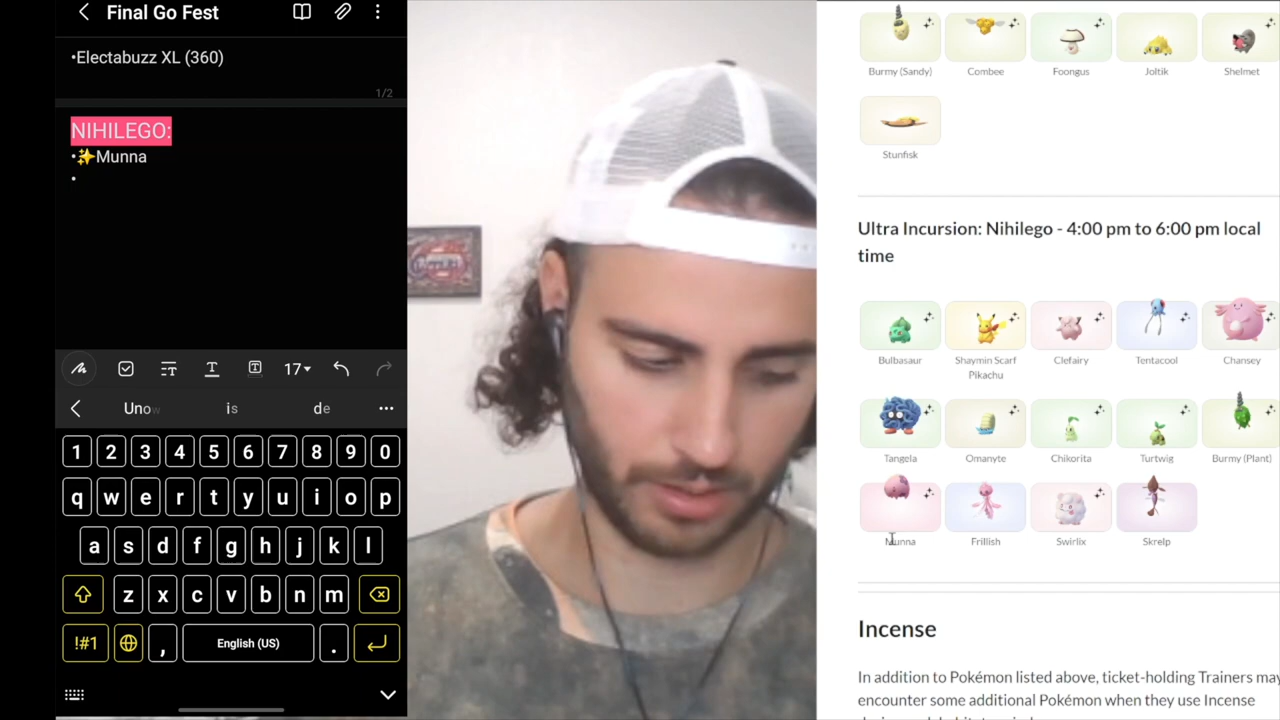 Final Go Fest
•Electabuzz XL (360)
1/2
NIHILEGO:
•✨Munna
•
17
Unow
is
de
1 2 3 4 5 6 7 8 9 0
q w e r t y u i o p
a s d f g h j k l
z x c v b n m
!#1 , English (US) .
Burmy (Sandy) Combee Foongus Joltik Shelmet
Stunfisk
Ultra Incursion: Nihilego - 4:00 pm to 6:00 pm local
time
Bulbasaur Shaymin Scarf Pikachu Clefairy Tentacool Chansey
Tangela Omanyte Chikorita Turtwig Burmy (Plant)
Munna Frillish Swirlix Skrelp
Incense
In addition to Pokémon listed above, ticket-holding Trainers may
encounter some additional Pokémon when they use Incense